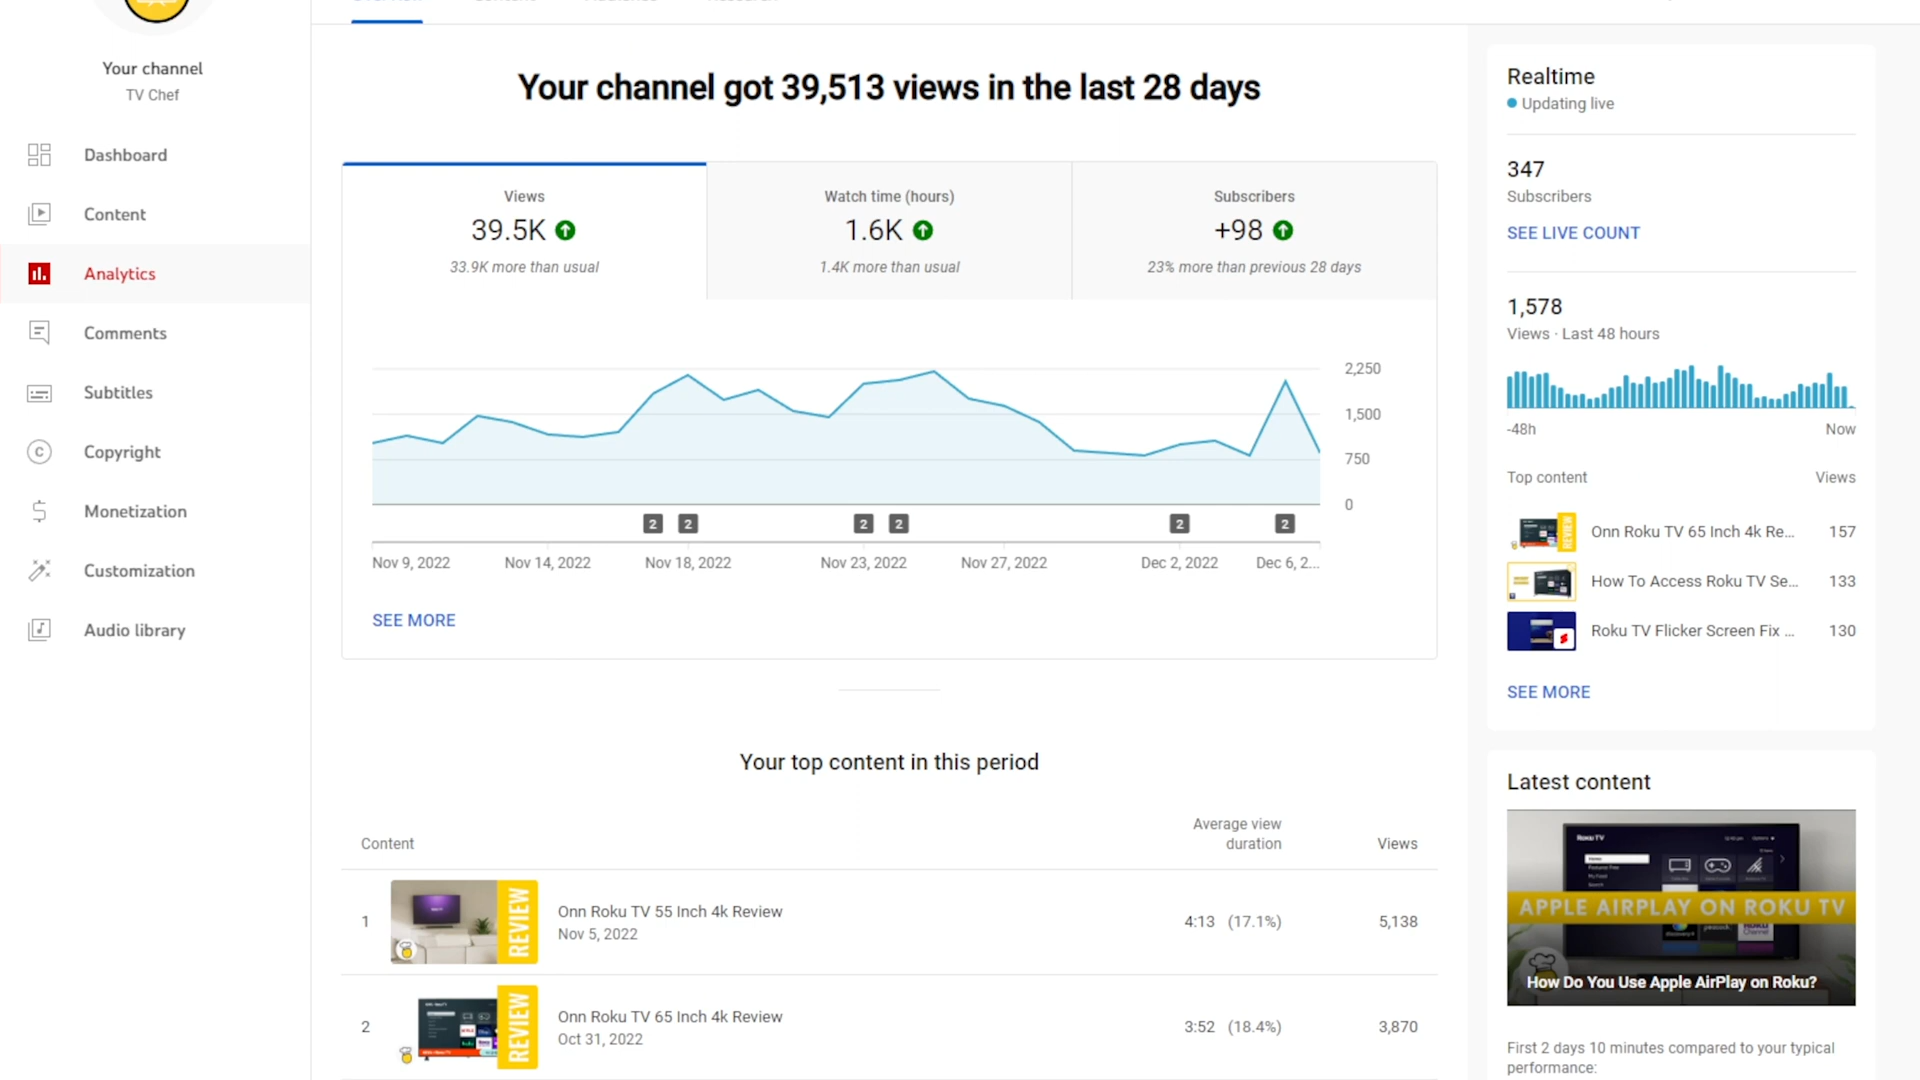 Your channel
TV Chef
Dashboard
Content
Analytics
Comments
Subtitles
Copyright
Monetization
Customization
Audio library
Your channel got 39,513 views in the last 28 days
Views
39.5K
33.9K more than usual
Watch time (hours)
1.6K
1.4K more than usual
Subscribers
+98
23% more than previous 28 days
2,250
1,500
750
0
2 2 2 2 2 2
Nov 9, 2022 Nov 14, 2022 Nov 18, 2022 Nov 23, 2022 Nov 27, 2022 Dec 2, 2022 Dec 6, 2...
SEE MORE
Your top content in this period
Content Average view duration Views
1 REVIEW Onn Roku TV 55 Inch 4k Review 4:13 (17.1%) 5,138
Nov 5, 2022
2 REVIEW Onn Roku TV 65 Inch 4k Review 3:52 (18.4%) 3,870
Oct 31, 2022
Realtime
Updating live
347
Subscribers
SEE LIVE COUNT
1,578
Views · Last 48 hours
-48h Now
Top content Views
REVIEW Onn Roku TV 65 Inch 4k Re... 157
How To Access Roku TV Se... 133
Roku TV Flicker Screen Fix ... 130
SEE MORE
Latest content
Roku TV
APPLE AIRPLAY ON ROKU TV
How Do You Use Apple AirPlay on Roku?
First 2 days 10 minutes compared to your typical
performance: